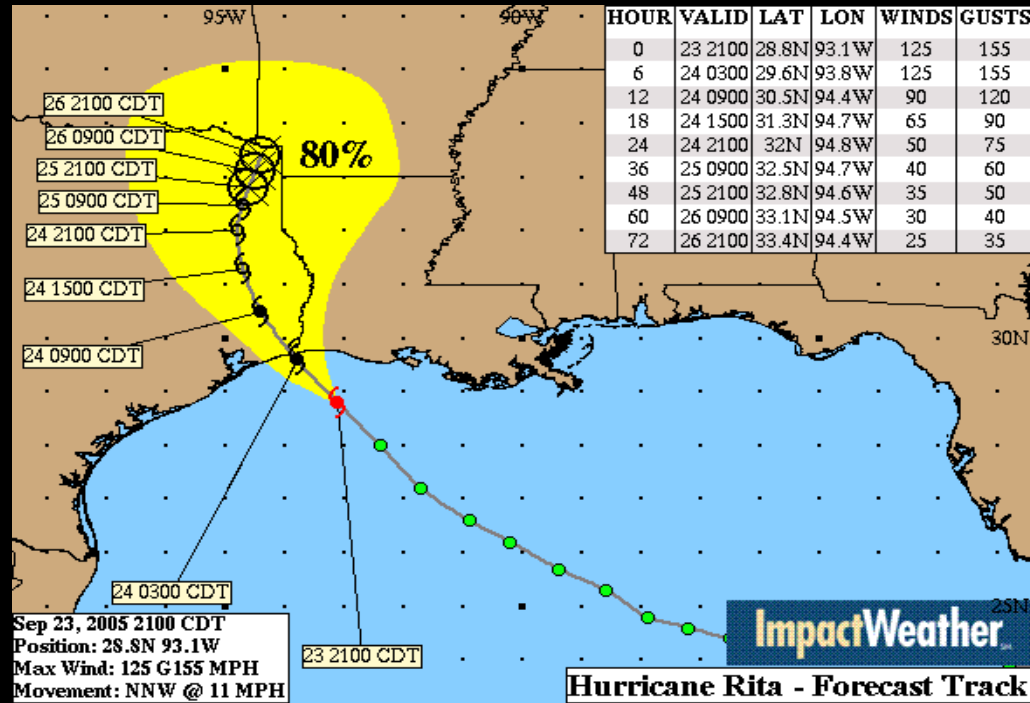 95W
90W
HOUR VALID LAT LON WINDS GUSTS
0 23 2100 28.8N 93.1W 125 155
6 24 0300 29.6N 93.8W 125 155
12 24 0900 30.5N 94.4W 90 120
18 24 1500 31.3N 94.7W 65 90
24 24 2100 32N 94.8W 50 75
36 25 0900 32.5N 94.7W 40 60
48 25 2100 32.8N 94.6W 35 50
60 26 0900 33.1N 94.5W 30 40
72 26 2100 33.4N 94.4W 25 35
26 2100 CDT
26 0900 CDT
25 2100 CDT
25 0900 CDT
24 2100 CDT
24 1500 CDT
24 0900 CDT
80%
30N
24 0300 CDT
23 2100 CDT
25N
Sep 23, 2005 2100 CDT
Position: 28.8N 93.1W
Max Wind: 125 G155 MPH
Movement: NNW @ 11 MPH
ImpactWeather
Hurricane Rita - Forecast Track